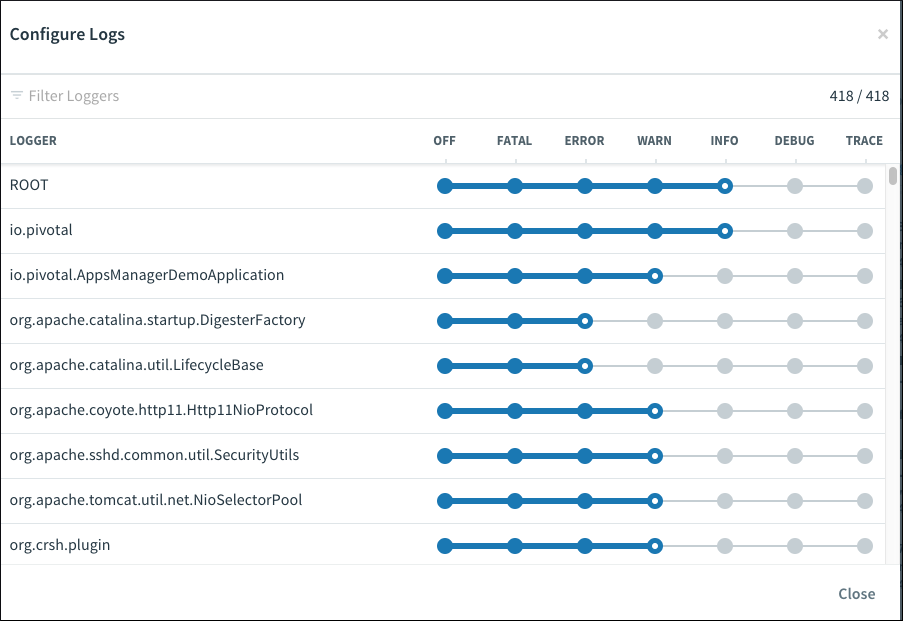 Configure Logs ×
Filter Loggers 418 / 418
LOGGER OFF FATAL ERROR WARN INFO DEBUG TRACE
ROOT
io.pivotal
io.pivotal.AppsManagerDemoApplication
org.apache.catalina.startup.DigesterFactory
org.apache.catalina.util.LifecycleBase
org.apache.coyote.http11.Http11NioProtocol
org.apache.sshd.common.util.SecurityUtils
org.apache.tomcat.util.net.NioSelectorPool
org.crsh.plugin
Close